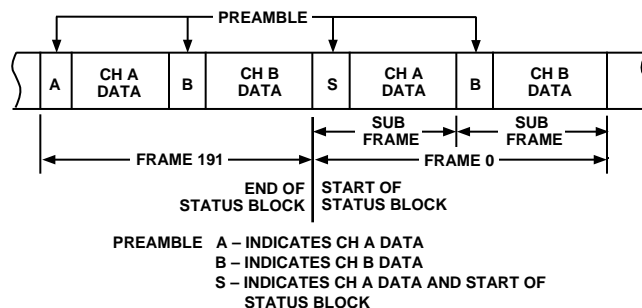 PREAMBLE
A
CH A
DATA
B
CH B
DATA
S
CH A
DATA
B
CH B
DATA
SUB
FRAME
SUB
FRAME
FRAME 191
FRAME 0
END OF
STATUS BLOCK
START OF
STATUS BLOCK
PREAMBLE A – INDICATES CH A DATA
B – INDICATES CH B DATA
S – INDICATES CH A DATA AND START OF
STATUS BLOCK